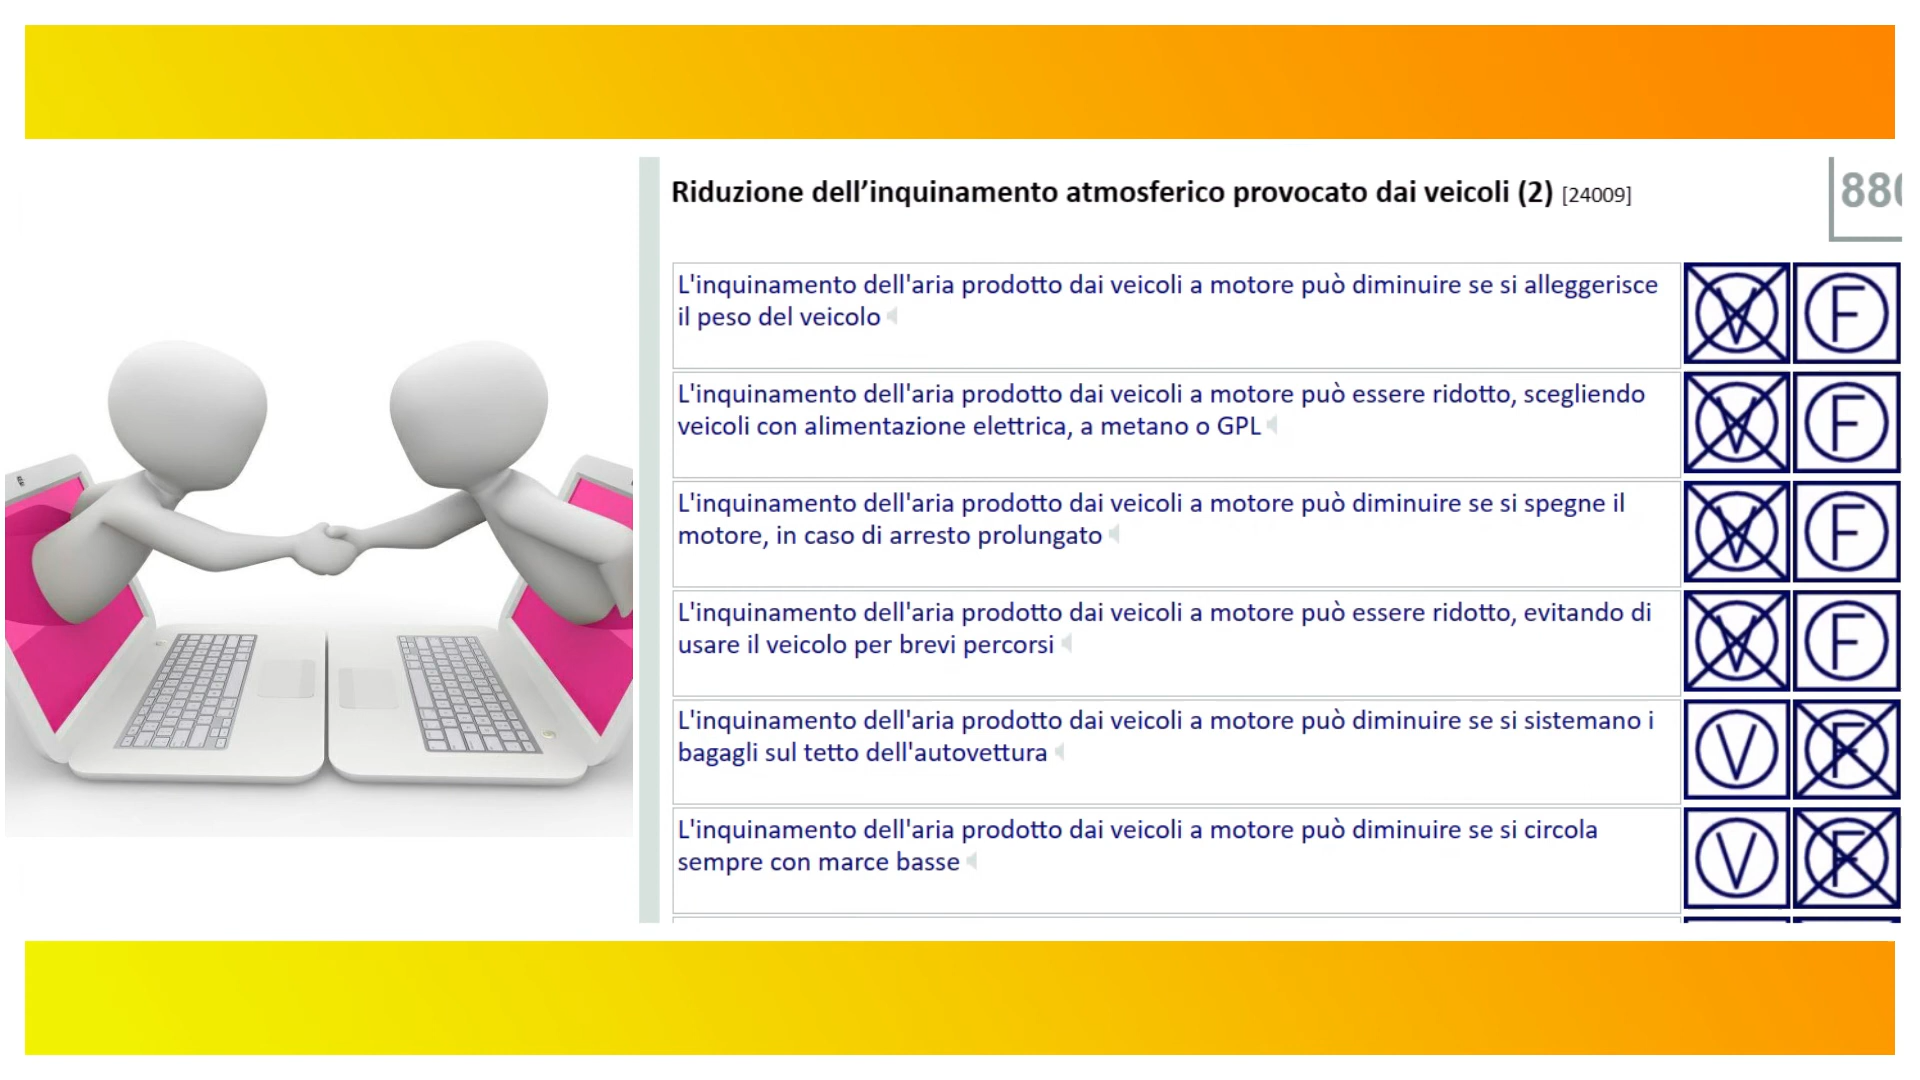 Riduzione dell’inquinamento atmosferico provocato dai veicoli (2) [24009]
L'inquinamento dell'aria prodotto dai veicoli a motore può diminuire se si alleggerisce
il peso del veicolo
V F
L'inquinamento dell'aria prodotto dai veicoli a motore può essere ridotto, scegliendo
veicoli con alimentazione elettrica, a metano o GPL
V F
L'inquinamento dell'aria prodotto dai veicoli a motore può diminuire se si spegne il
motore, in caso di arresto prolungato
V F
L'inquinamento dell'aria prodotto dai veicoli a motore può essere ridotto, evitando di
usare il veicolo per brevi percorsi
V F
L'inquinamento dell'aria prodotto dai veicoli a motore può diminuire se si sistemano i
bagagli sul tetto dell'autovettura
V F
L'inquinamento dell'aria prodotto dai veicoli a motore può diminuire se si circola
sempre con marce basse
V F